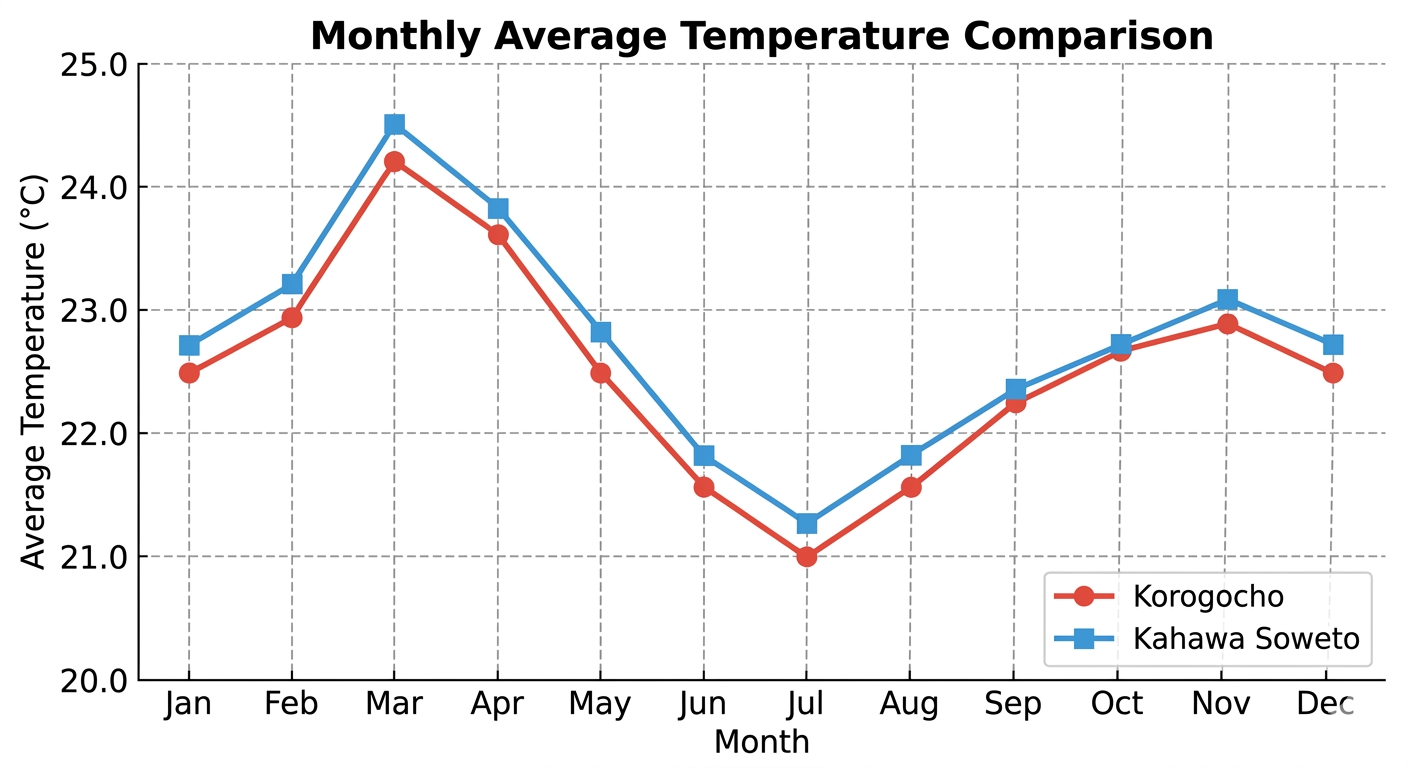 Monthly Average Temperature Comparison
25.0
24.0
23.0
22.0
21.0
20.0
Average Temperature (°C)
Jan Feb Mar Apr May Jun Jul Aug Sep Oct Nov Dec
Month
Korogocho
Kahawa Soweto